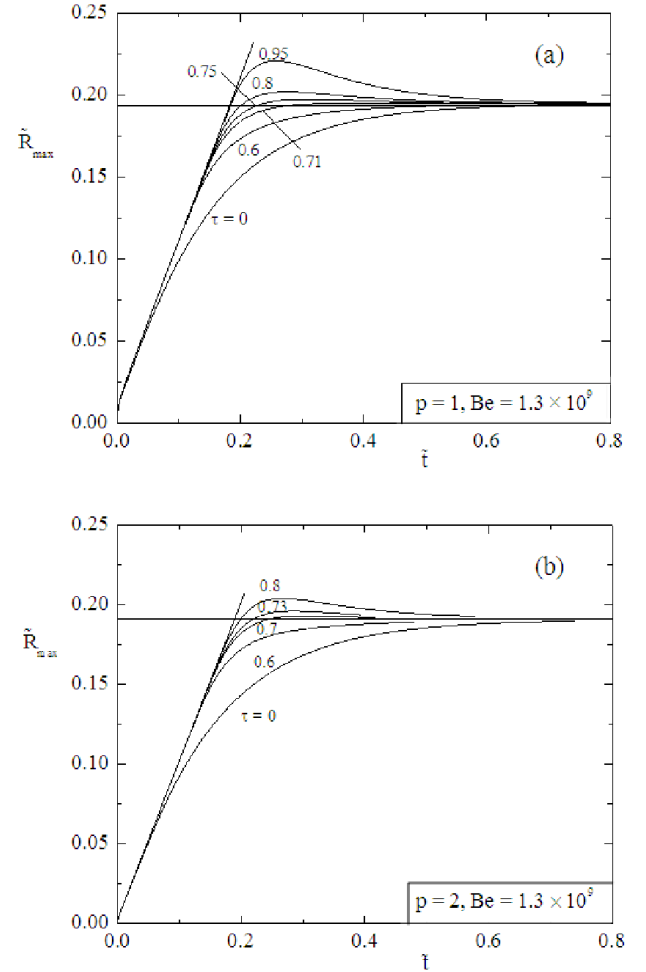 0.25
(a)
0.95
0.75
0.8
0.20
R̃max
0.6
0.71
0.15
τ = 0
0.10
0.05
p = 1, Be = 1.3 × 10⁹
0.00
0.0 0.2 0.4 0.6 0.8
t̃
0.25
(b)
0.8
0.20
0.73
R̃max
0.7
0.6
0.15
τ = 0
0.10
0.05
p = 2, Be = 1.3 × 10⁹
0.00
0.0 0.2 0.4 0.6 0.8
t̃